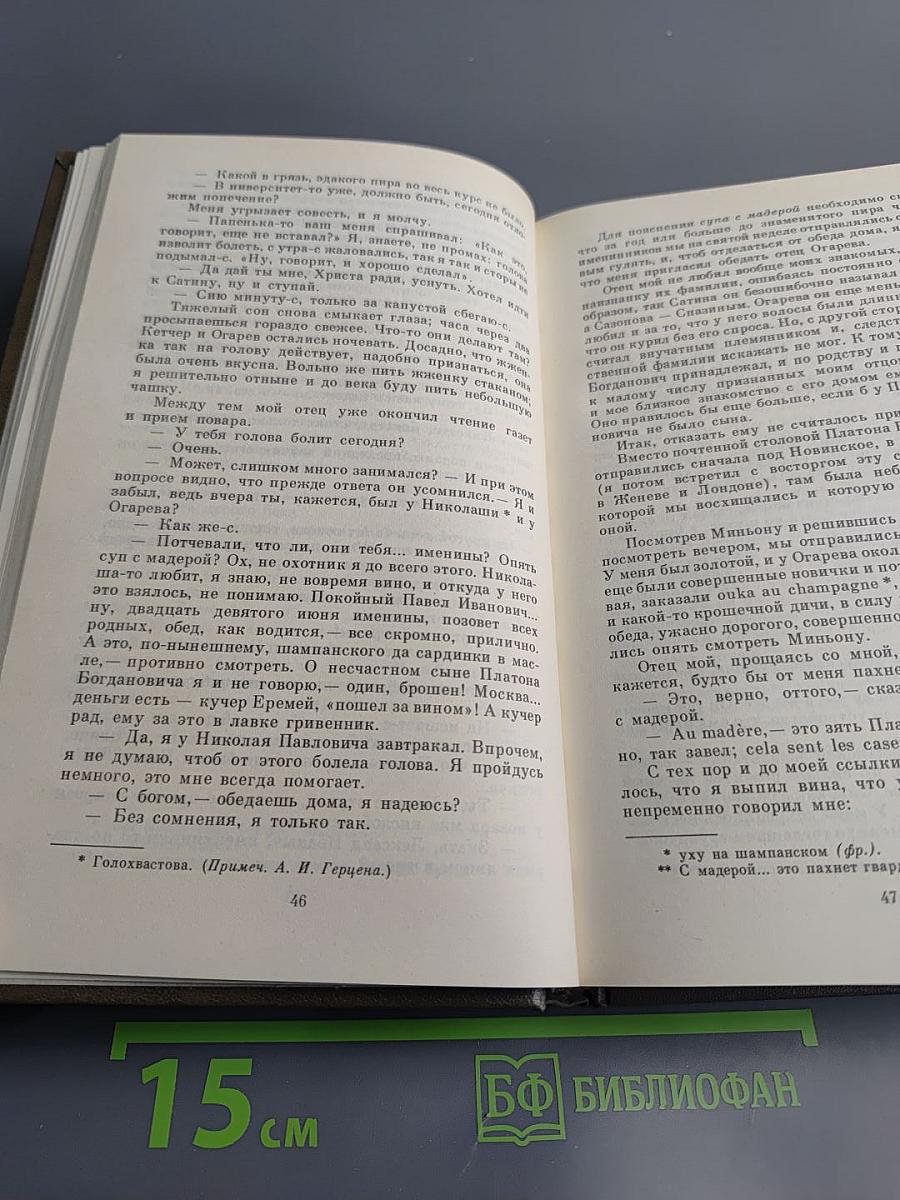 — Какой в грязь, эдакого пира во весь курс не было.
— В ниверситет-то уже, должно быть, сегодня отло-
жим попечение?
Меня угрызает совесть, и я молчу.
— Папенька-то ваш меня спрашивал: «Как это,
говорит, еще не вставал?» Я, знаете, не промах: голова
изволит болеть, с утра-с жаловались, так я так и сторы не
подымал-с. «Ну, говорит, и хорошо сделал».
— Да дай ты мне, Христа ради, уснуть. Хотел идти
к Сатину, ну и ступай.
— Сию минуту-с, только за капустой сбегаю-с.
Тяжелый сон снова смыкает глаза; часа через два
просыпаешься гораздо свежее. Что-то они делают там?
Кетчер и Огарев остались ночевать. Досадно, что жжен-
ка так на голову действует, надобно признаться, она
была очень вкусна. Вольно же пить жженку стаканом;
я решительно отныне и до века буду пить небольшую
чашку.
Между тем мой отец уже окончил чтение газет
и прием повара.
— У тебя голова болит сегодня?
— Очень.
— Может, слишком много занимался? — И при этом
вопросе видно, что прежде ответа он усомнился.— Я и
забыл, ведь вчера ты, кажется, был у Николаши * и у
Огарева?
— Как же-с.
— Потчевали, что ли, они тебя... именины? Опять
суп с мадерой? Ох, не охотник я до всего этого. Никола-
ша-то любит, я знаю, не вовремя вино, и откуда у него
это взялось, не понимаю. Покойный Павел Иванович...
ну, двадцать девятого июня именины, позовет всех
родных, обед, как водится,— все скромно, прилично.
А это, по-нынешнему, шампанского да сардинки в мас-
ле,— противно смотреть. О несчастном сыне Платона
Богдановича я и не говорю,— один, брошен! Москва...
деньги есть — кучер Еремей, «пошел за вином»! А кучер
рад, ему за это в лавке гривенник.
— Да, я у Николая Павловича завтракал. Впрочем,
я не думаю, чтоб от этого болела голова. Я пройдусь
немного, это мне всегда помогает.
— С богом,— обедаешь дома, я надеюсь?
— Без сомнения, я только так.
* Голохвастова. (Примеч. А. И. Герцена.)
46
Для пояснения супа с мадерой необходимо
что за год или больше до знаменитого пира
именинников мы на святой неделе отправлялись с
вым гулять, и, чтоб отделаться от обеда дома, я
что меня пригласил обедать отец Огарева.
Отец мой не любил вообще моих знакомых,
наизнанку их фамилии, ошибаясь постоянно
образом, так Сатина он безошибочно называл
а Сазонова — Сназиным. Огарева он еще мень
любил и за то, что у него волосы были длинн
что он курил без его спроса. Но, с другой стор
считал внучатным племянником и, следст
ственной фамилии искажать не мог. К тому
Богданович принадлежал, и по родству и
к малому числу признанных моим отцом
и мое близкое знакомство с его домом ем
Оно нравилось бы еще больше, если б у П
новича не было сына.
Итак, отказать ему не считалось при
Вместо почтенной столовой Платона
отправились сначала под Новинское, в
(я потом встретил с восторгом эту с
в Женеве и Лондоне), там была неб
которой мы восхищались и которую
оной.
Посмотрев Миньону и решившись
посмотреть вечером, мы отправились
У меня был золотой, и у Огарева окол
еще были совершенные новички и пот
вая, заказали ouka au champagne *,
и какой-то крошечной дичи, в силу
обеда, ужасно дорогого, совершенно
лись опять смотреть Миньону.
Отец мой, прощаясь со мной,
кажется, будто бы от меня пахне
— Это, верно, оттого,— сказ
с мадерой.
— Au madère,— это зять Пла
но, так завел; cela sent les case
С тех пор и до моей ссылки
лось, что я выпил вина, что у
непременно говорил мне:
* уху на шампанском (фр.).
** С мадерой... это пахнет гвард
47
15 см
БФ БИБЛИОФАН